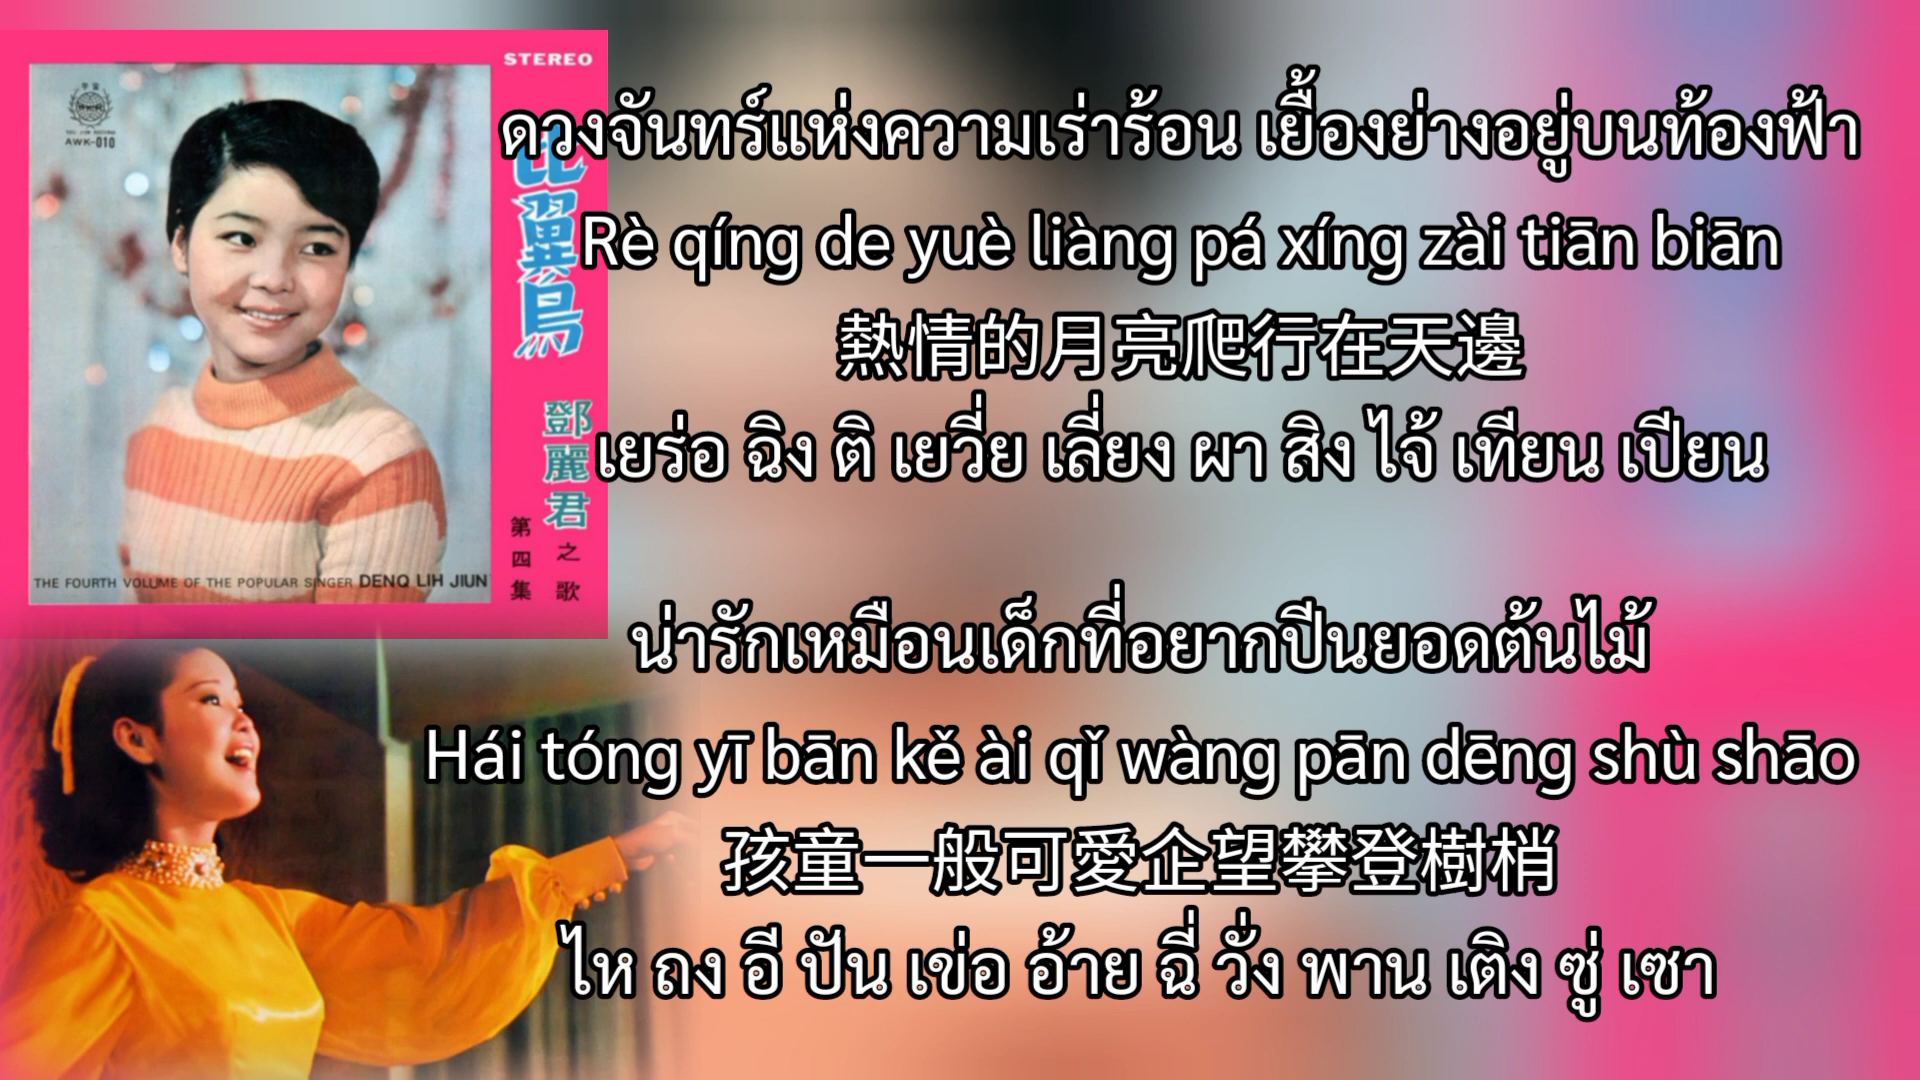 STEREO
宇宙
AWK-010
比翼鳥
鄧麗君之歌
第四集
THE FOURTH VOLUME OF THE POPULAR SINGER DENQ LIH JIUN
ดวงจันทร์แห่งความเร่าร้อน เยื้องย่างอยู่บนท้องฟ้า
Rè qíng de yuè liàng pá xíng zài tiān biān
熱情的月亮爬行在天邊
เยร่อ ฉิง ติ เยวี่ย เลี่ยง ผา สิง ไจ้ เทียน เปียน
น่ารักเหมือนเด็กที่อยากปีนยอดต้นไม้
Hái tóng yī bān kě ài qǐ wàng pān dēng shù shāo
孩童一般可愛企望攀登樹梢
ไห ถง อี ปัน เข่อ อ้าย ฉี่ วั่ง พาน เติง ซู่ เซา